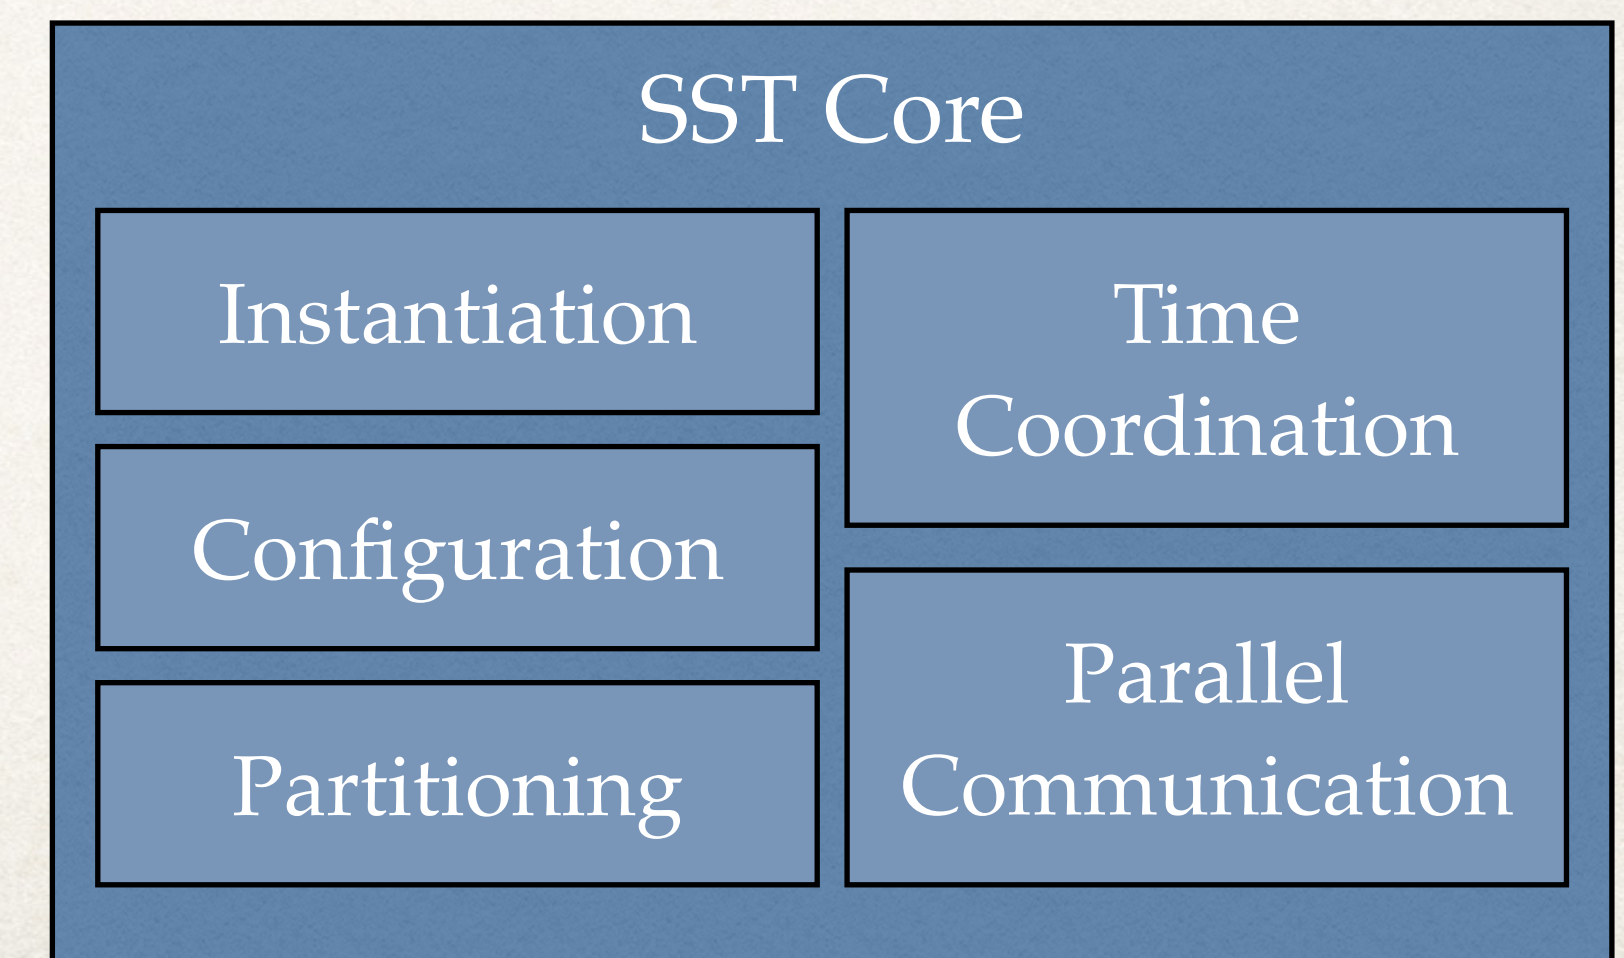 SST Core
Instantiation
Configuration
Partitioning
Time
Coordination
Parallel
Communication